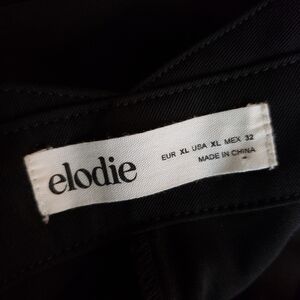 elodie
EUR XL USA XL MEX 32
MADE IN CHINA